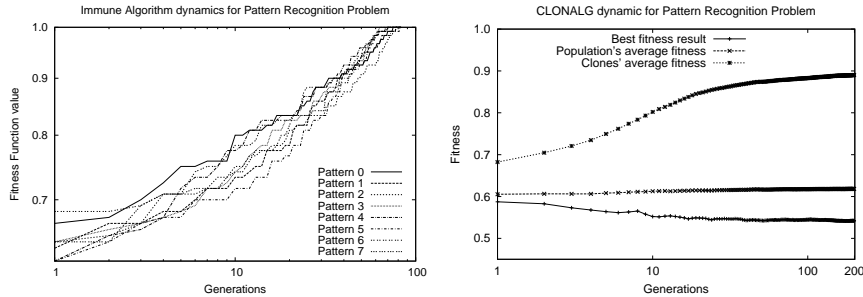 Immune Algorithm dynamics for Pattern Recognition Problem
Fitness Function value
1.0
0.9
0.8
0.7
Pattern 0
Pattern 1
Pattern 2
Pattern 3
Pattern 4
Pattern 5
Pattern 6
Pattern 7
1
10
100
Generations
CLONALG dynamic for Pattern Recognition Problem
Fitness
1.0
0.9
0.8
0.7
0.6
0.5
Best fitness result
Population's average fitness
Clones' average fitness
1
10
100
200
Generations